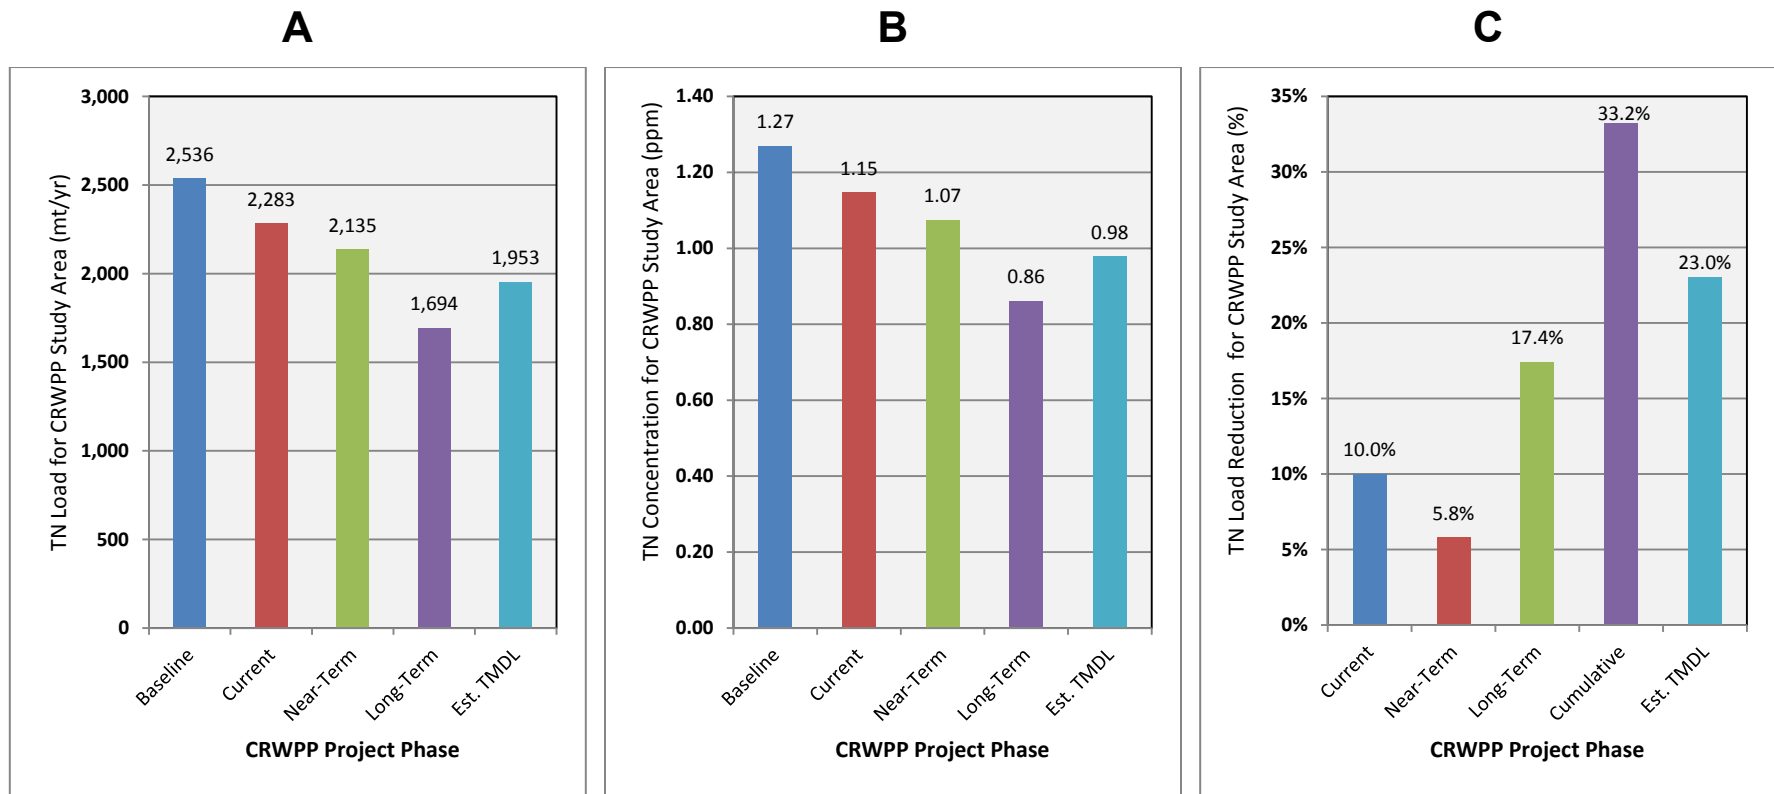 A
B
C
TN Load for CRWPP Study Area (mt/yr)
3,000
2,500
2,000
1,500
1,000
500
0
2,536
2,283
2,135
1,694
1,953
Baseline
Current
Near-Term
Long-Term
Est. TMDL
CRWPP Project Phase
TN Concentration for CRWPP Study Area (ppm)
1.40
1.20
1.00
0.80
0.60
0.40
0.20
0.00
1.27
1.15
1.07
0.86
0.98
Baseline
Current
Near-Term
Long-Term
Est. TMDL
CRWPP Project Phase
TN Load Reduction for CRWPP Study Area (%)
35%
30%
25%
20%
15%
10%
5%
0%
10.0%
5.8%
17.4%
33.2%
23.0%
Current
Near-Term
Long-Term
Cumulative
Est. TMDL
CRWPP Project Phase